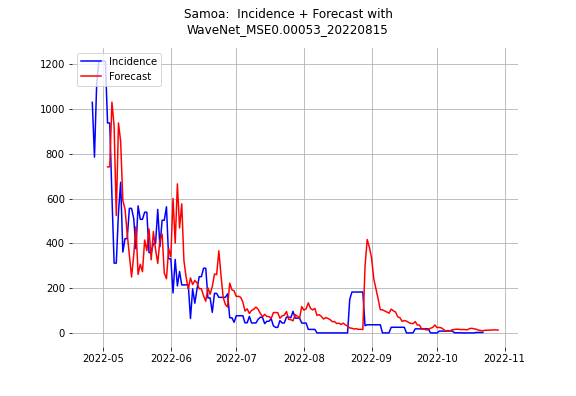 Samoa:  Incidence + Forecast with
WaveNet_MSE0.00053_20220815
Incidence
Forecast
1200
1000
800
600
400
200
0
2022-05 2022-06 2022-07 2022-08 2022-09 2022-10 2022-11